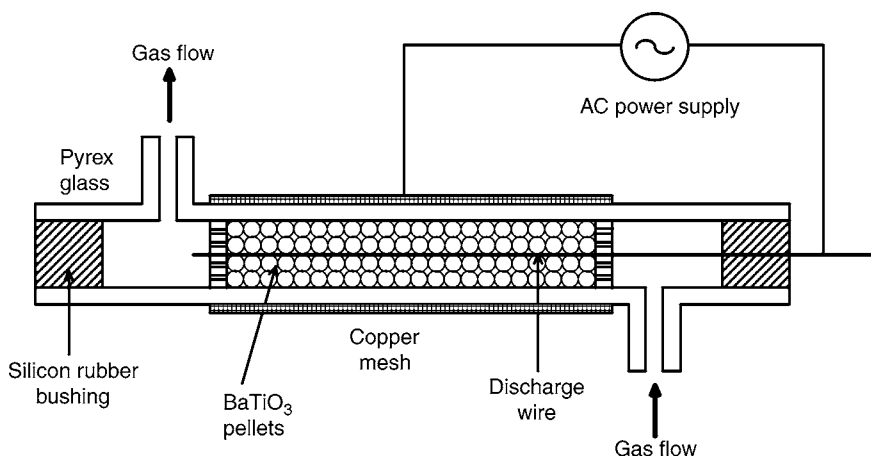 Gas flow
AC power supply
Pyrex
glass
Copper
mesh
Silicon rubber
bushing
BaTiO3
pellets
Discharge
wire
Gas flow